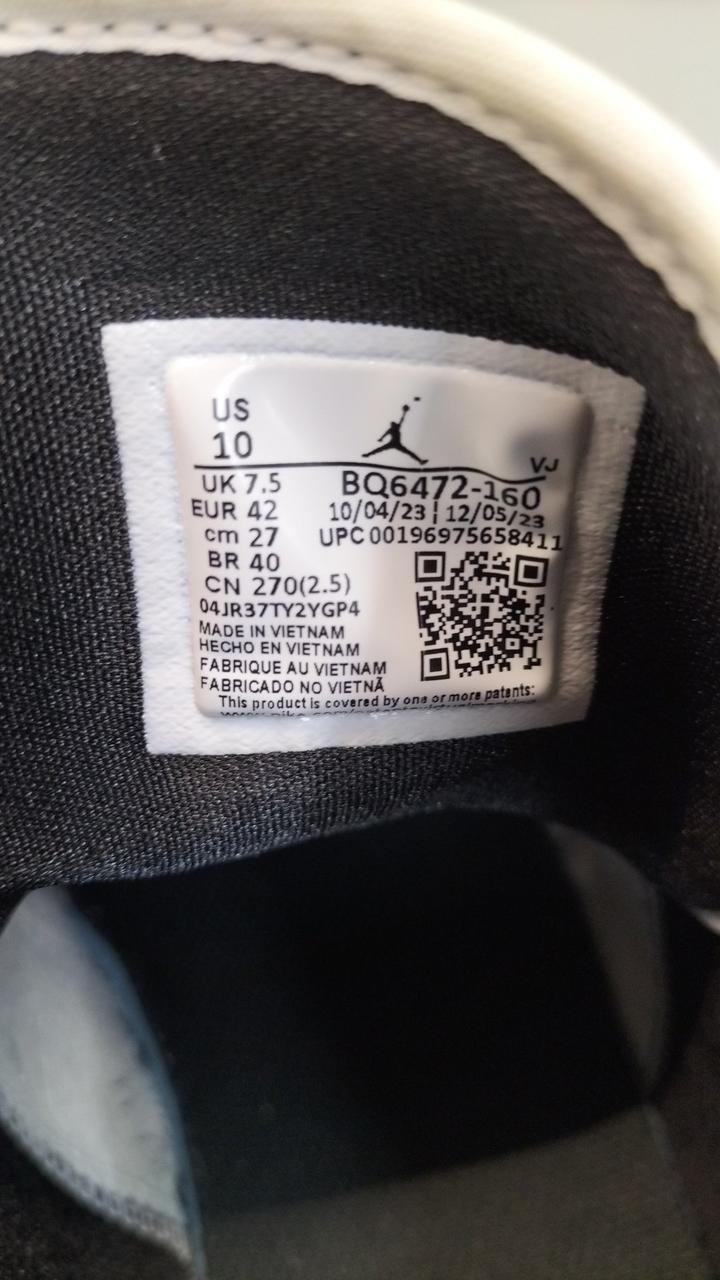 US
10
VJ
UK 7.5
BQ6472-160
EUR 42
10/04/23 | 12/05/23
cm 27
UPC 00196975658411
BR 40
CN 270(2.5)
04JR37TY2YGP4
MADE IN VIETNAM
HECHO EN VIETNAM
FABRIQUE AU VIETNAM
FABRICADO NO VIETNÃ
This product is covered by one or more patents: